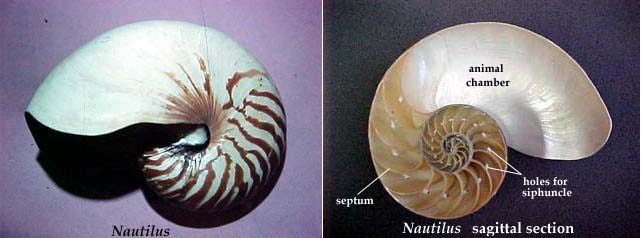 Nautilus
animal
chamber
septum
holes for
siphuncle
Nautilus sagittal section